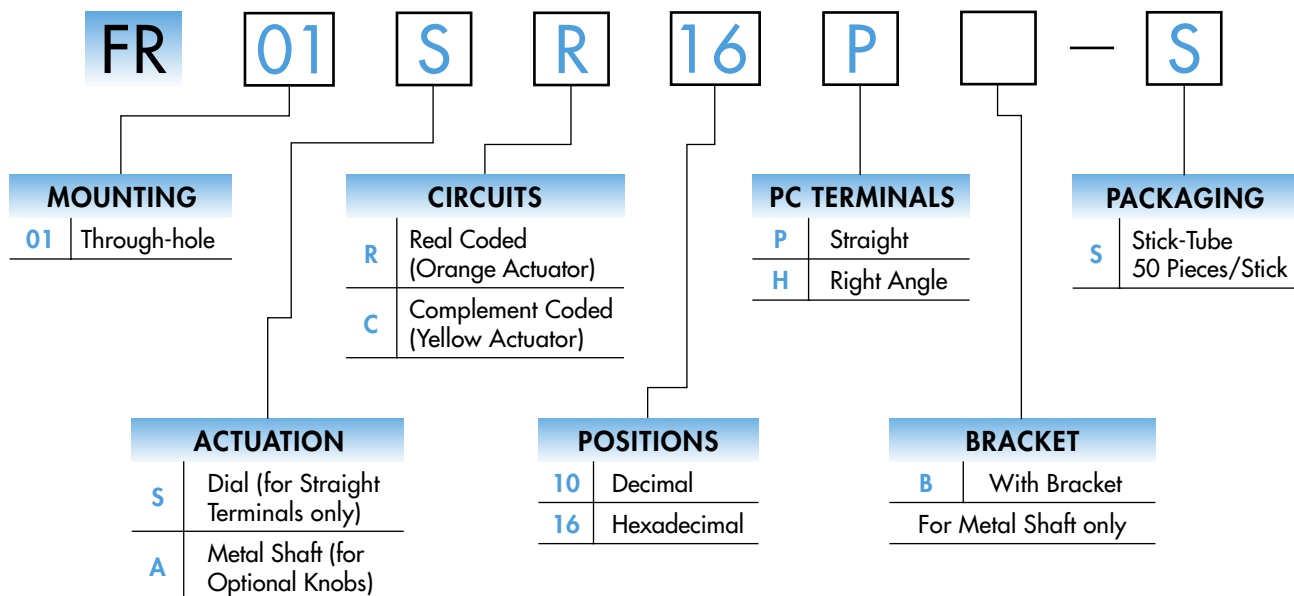 FR 01 S R 16 P — S
MOUNTING
01 Through-hole
CIRCUITS
R Real Coded
(Orange Actuator)
C Complement Coded
(Yellow Actuator)
PC TERMINALS
P Straight
H Right Angle
PACKAGING
S Stick-Tube
50 Pieces/Stick
ACTUATION
S Dial (for Straight
Terminals only)
A Metal Shaft (for
Optional Knobs)
POSITIONS
10 Decimal
16 Hexadecimal
BRACKET
B With Bracket
For Metal Shaft only